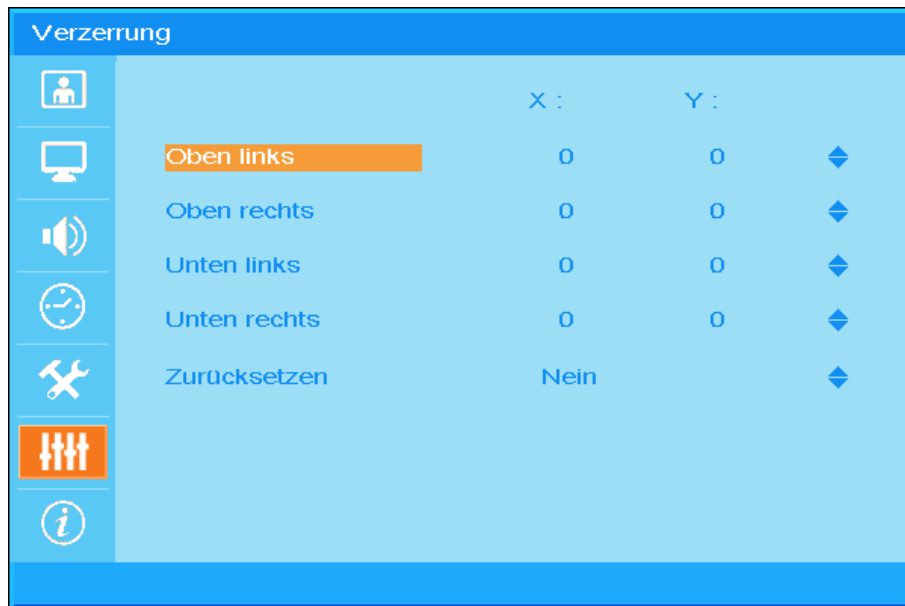 Verzerrung
X : Y :
Oben links 0 0
Oben rechts 0 0
Unten links 0 0
Unten rechts 0 0
Zurücksetzen Nein
i